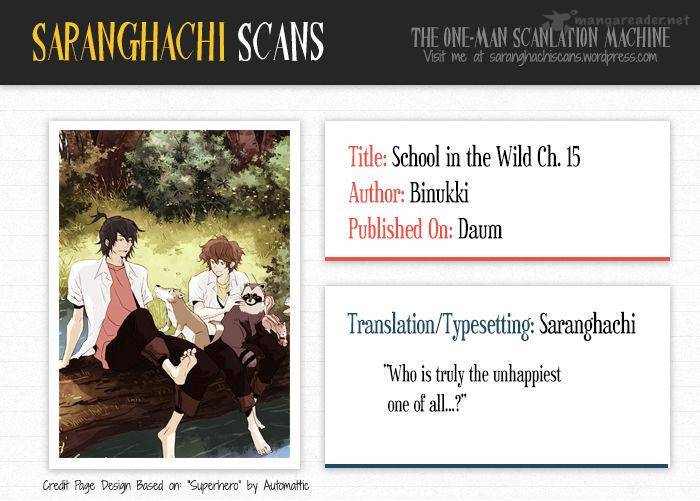 SARANGHACHI SCANS
mangareader.net
THE ONE-MAN SCANLATION MACHINE
Visit me at saranghachiscans.wordpress.com
Title: School in the Wild Ch. 15
Author: Binukki
Published On: Daum
Translation/Typesetting: Saranghachi
"Who is truly the unhappiest
one of all...?"
Credit Page Design Based on: "Superhero" by Automattic